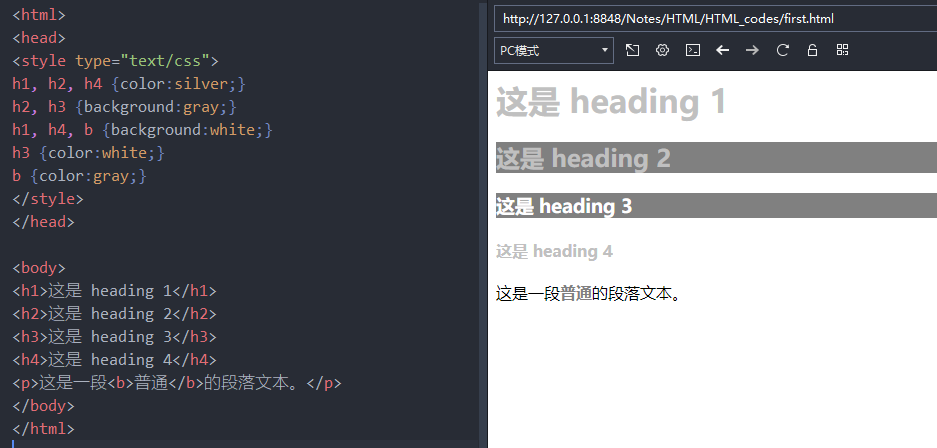 <html>
<head>
<style type="text/css">
h1, h2, h4 {color:silver;}
h2, h3 {background:gray;}
h1, h4, b {background:white;}
h3 {color:white;}
b {color:gray;}
</style>
</head>

<body>
<h1>这是 heading 1</h1>
<h2>这是 heading 2</h2>
<h3>这是 heading 3</h3>
<h4>这是 heading 4</h4>
<p>这是一段<b>普通</b>的段落文本。</p>
</body>
</html>
http://127.0.0.1:8848/Notes/HTML/HTML_codes/first.html
PC模式
这是 heading 1
这是 heading 2
这是 heading 3
这是 heading 4
这是一段普通的段落文本。